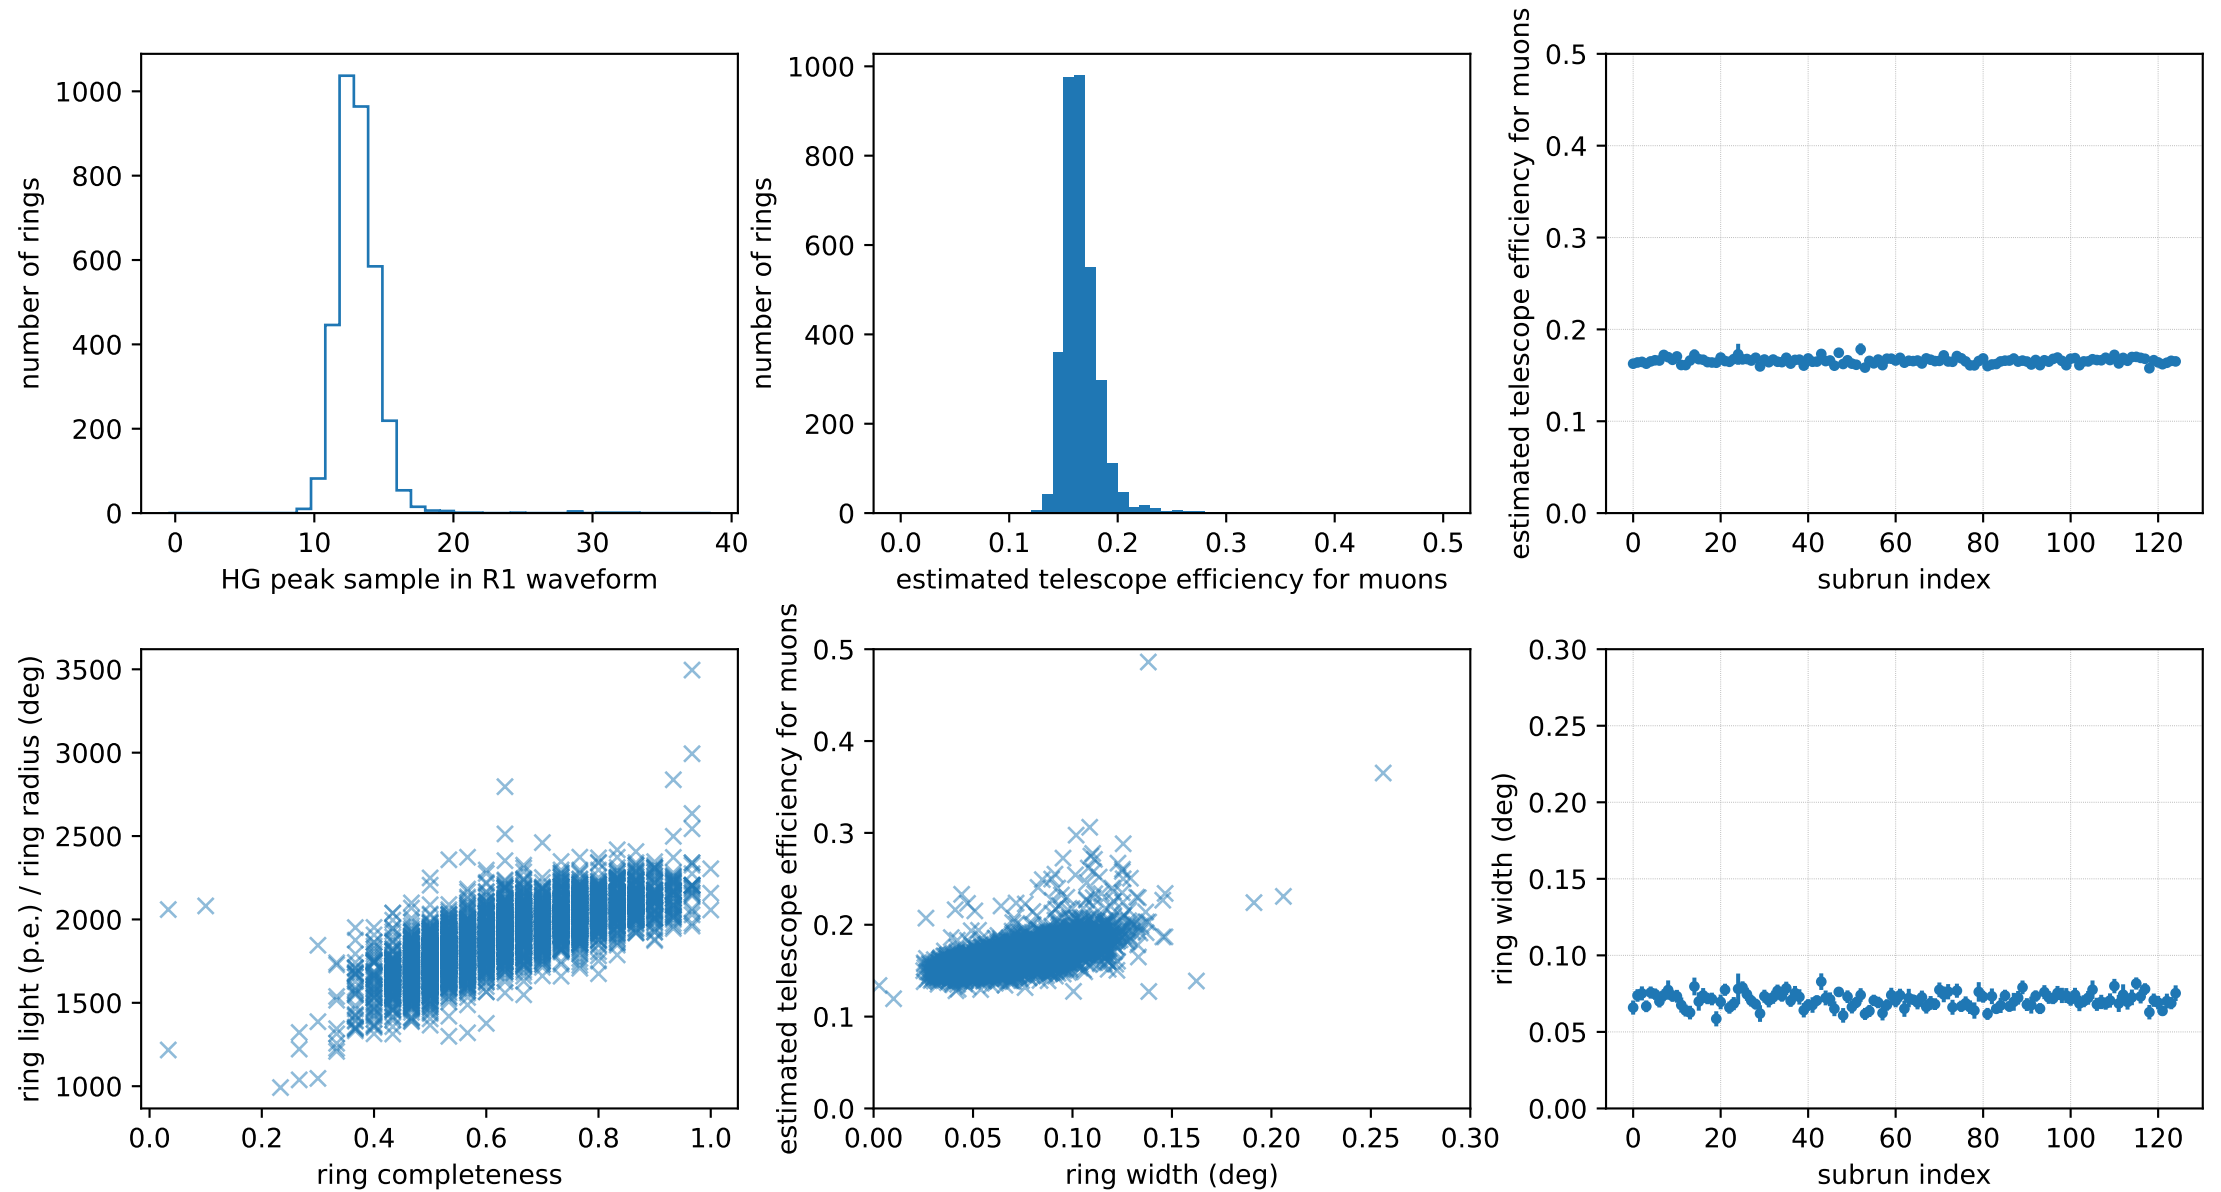 number of rings
1000
800
600
400
200
0
0 10 20 30 40
HG peak sample in R1 waveform
number of rings
1000
800
600
400
200
0
0.0 0.1 0.2 0.3 0.4 0.5
estimated telescope efficiency for muons
estimated telescope efficiency for muons
0.5
0.4
0.3
0.2
0.1
0.0
0 20 40 60 80 100 120
subrun index
ring light (p.e.) / ring radius (deg)
3500
3000
2500
2000
1500
1000
0.0 0.2 0.4 0.6 0.8 1.0
ring completeness
estimated telescope efficiency for muons
0.5
0.4
0.3
0.2
0.1
0.0
0.00 0.05 0.10 0.15 0.20 0.25 0.30
ring width (deg)
ring width (deg)
0.30
0.25
0.20
0.15
0.10
0.05
0.00
0 20 40 60 80 100 120
subrun index